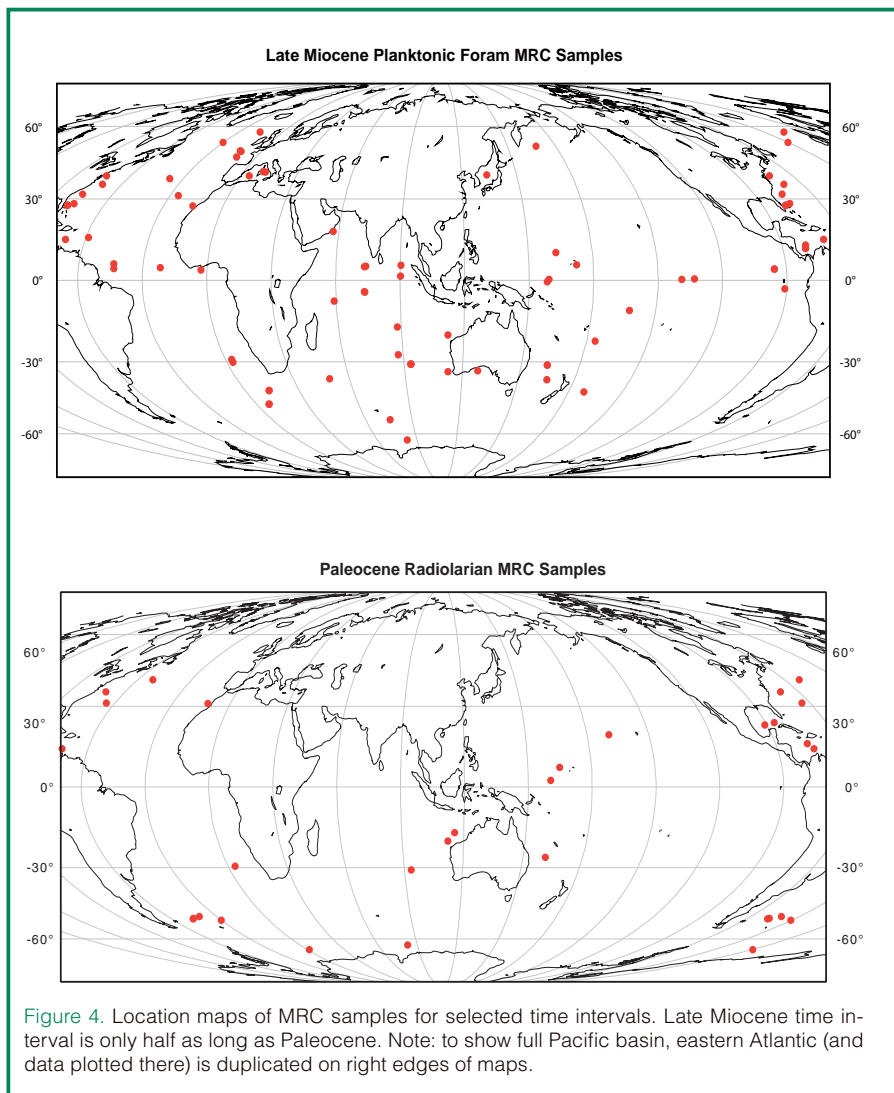 Late Miocene Planktonic Foram MRC Samples
60° 60°
30° 30°
0° 0°
-30° -30°
-60° -60°
Paleocene Radiolarian MRC Samples
60° 60°
30° 30°
0° 0°
-30° -30°
-60° -60°
Figure 4. Location maps of MRC samples for selected time intervals. Late Miocene time in-
terval is only half as long as Paleocene. Note: to show full Pacific basin, eastern Atlantic (and
data plotted there) is duplicated on right edges of maps.